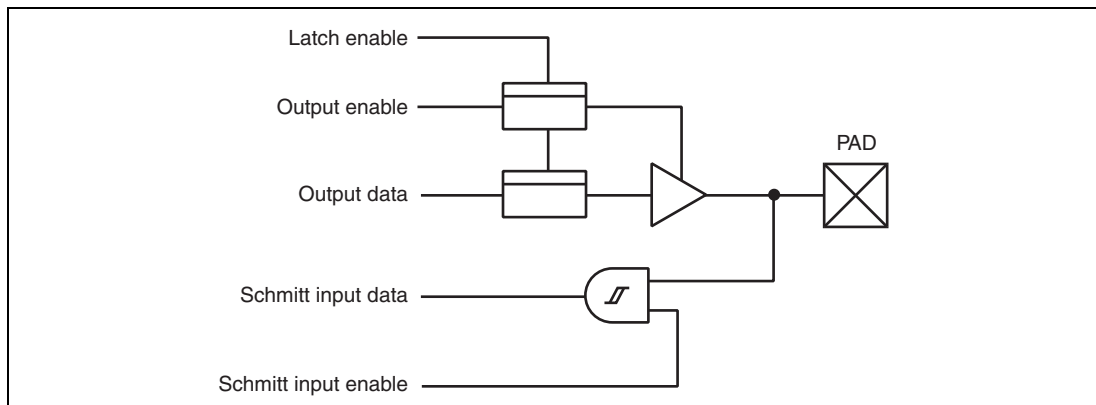 Latch enable
Output enable
PAD
Output data
Schmitt input data
Schmitt input enable